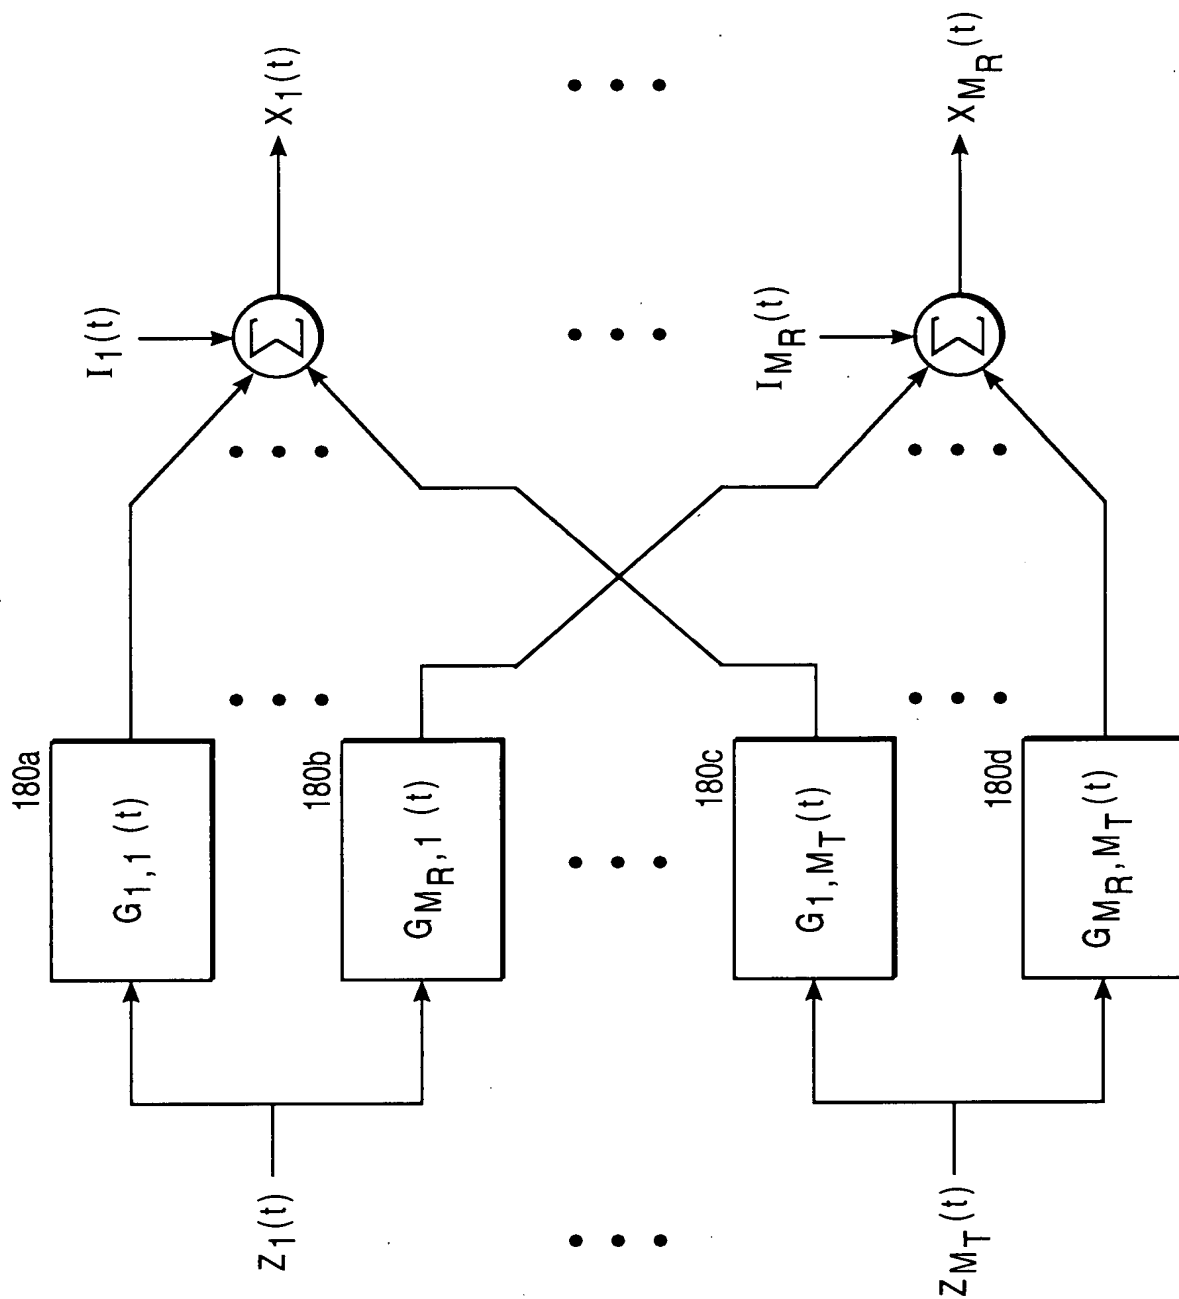 X1(t)
XMR(t)
I1(t)
IMR(t)
Σ
Σ
180a
G1,1 (t)
180b
GMR,1 (t)
180c
G1,MT(t)
180d
GMR,MT(t)
Z1(t)
ZMT(t)